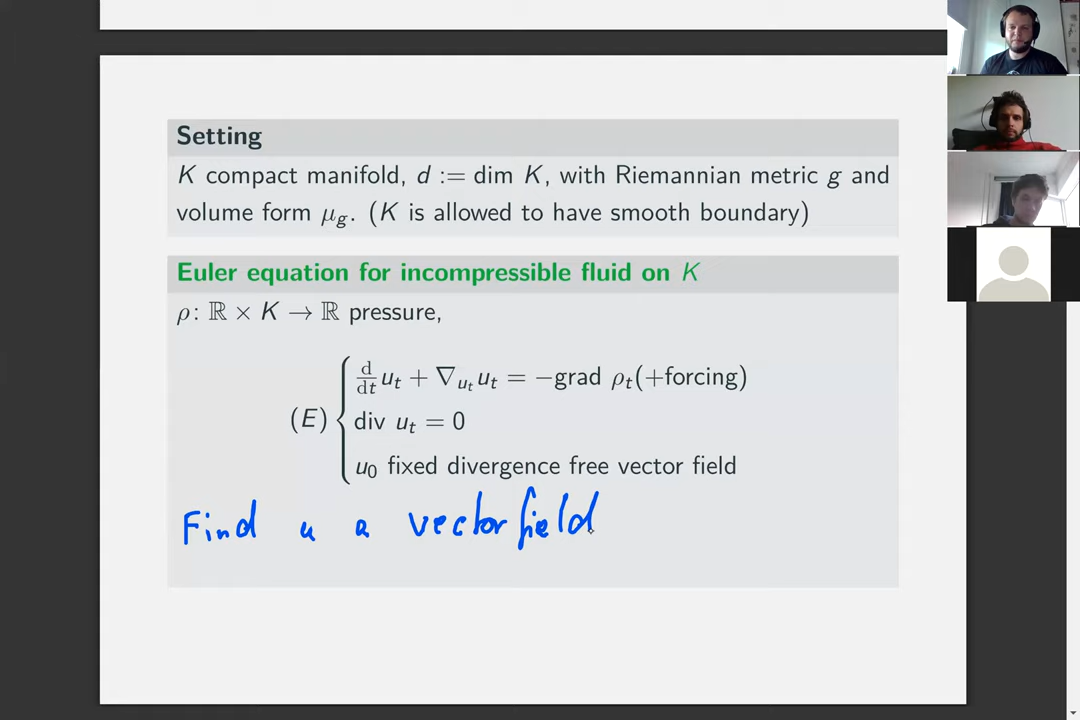 Setting
K compact manifold, d := dim K, with Riemannian metric g and
volume form μ_g. (K is allowed to have smooth boundary)
Euler equation for incompressible fluid on K
ρ: ℝ × K → ℝ pressure,
(E) { d/dt u_t + ∇_{u_t} u_t = −grad ρ_t(+forcing)
div u_t = 0
u_0 fixed divergence free vector field
Find u a vectorfield